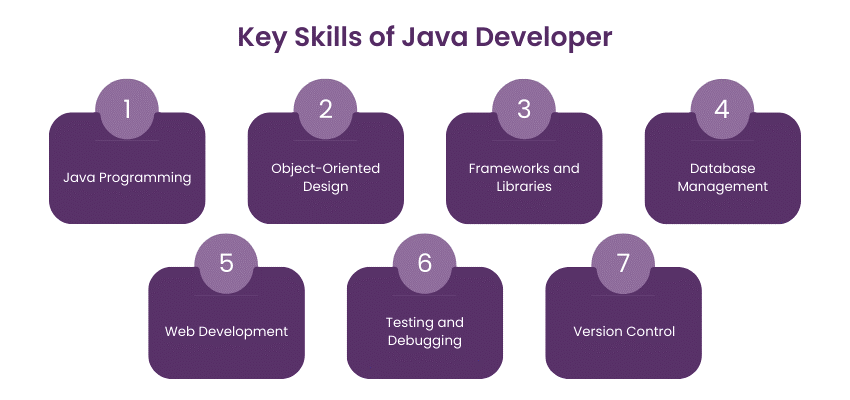 Key Skills of Java Developer
1
Java Programming
2
Object-Oriented
Design
3
Frameworks and
Libraries
4
Database
Management
5
Web Development
6
Testing and
Debugging
7
Version Control